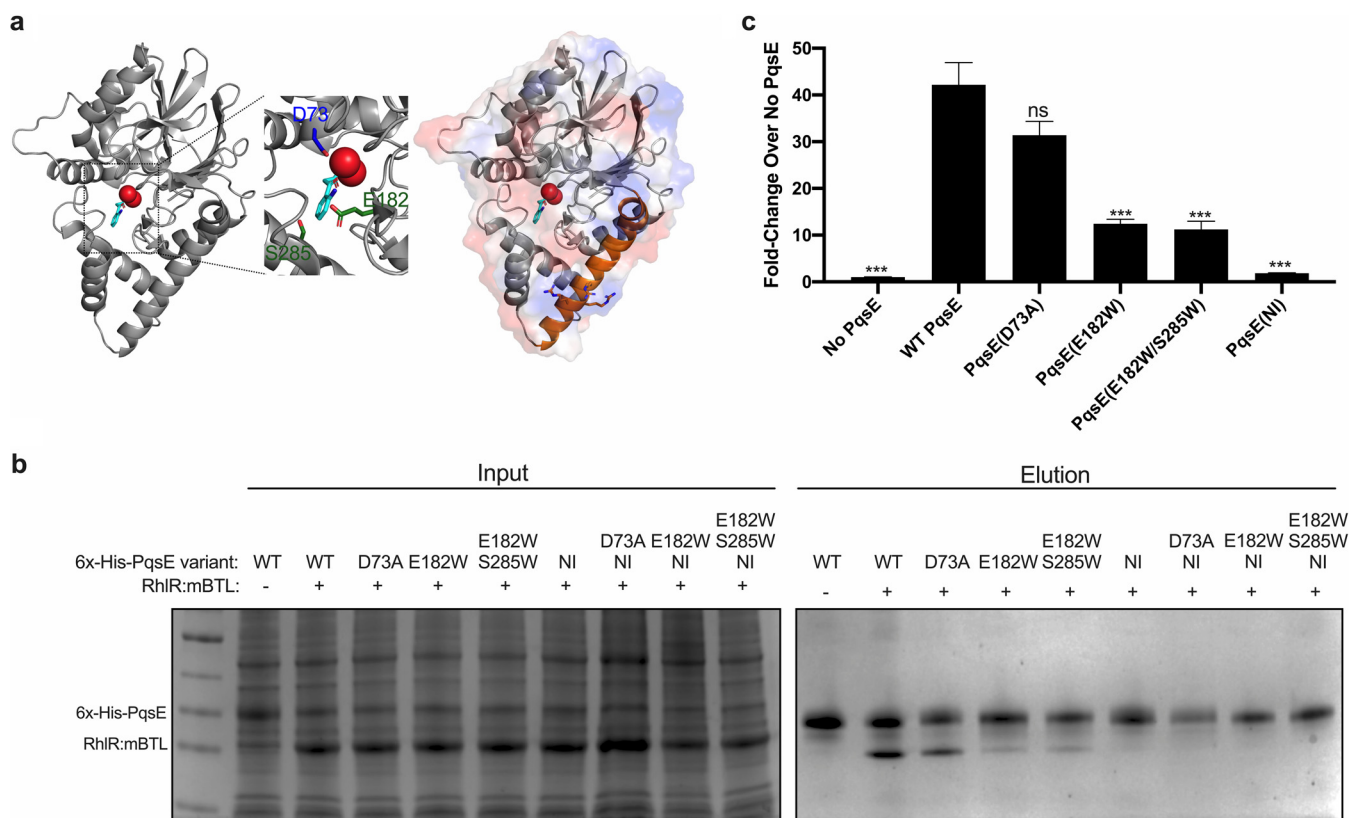 a
D73
E182
S285
c
Fold-Change Over No PqsE
50
40
30
20
10
0
***
ns
***
***
***
No PqsE
WT PqsE
PqsE(D73A)
PqsE(E182W)
PqsE(E182W/S285W)
PqsE(NI)
b
Input
Elution
6x-His-PqsE variant:
WT
WT
D73A
E182W
E182W
S285W
NI
D73A
NI
E182W
NI
E182W
S285W
NI
RhlR:mBTL:
- + + + + + + + +
6x-His-PqsE
RhlR:mBTL
WT
WT
D73A
E182W
E182W
S285W
NI
D73A
NI
E182W
NI
E182W
S285W
NI
- + + + + + + + +